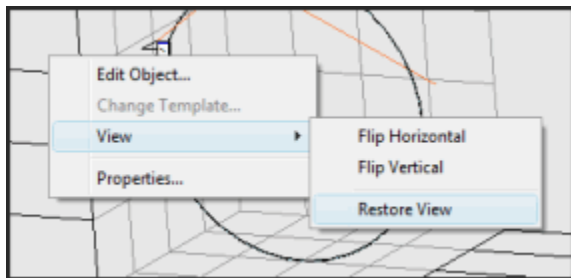 Edit Object...
Change Template...
View
Properties...
Flip Horizontal
Flip Vertical
Restore View